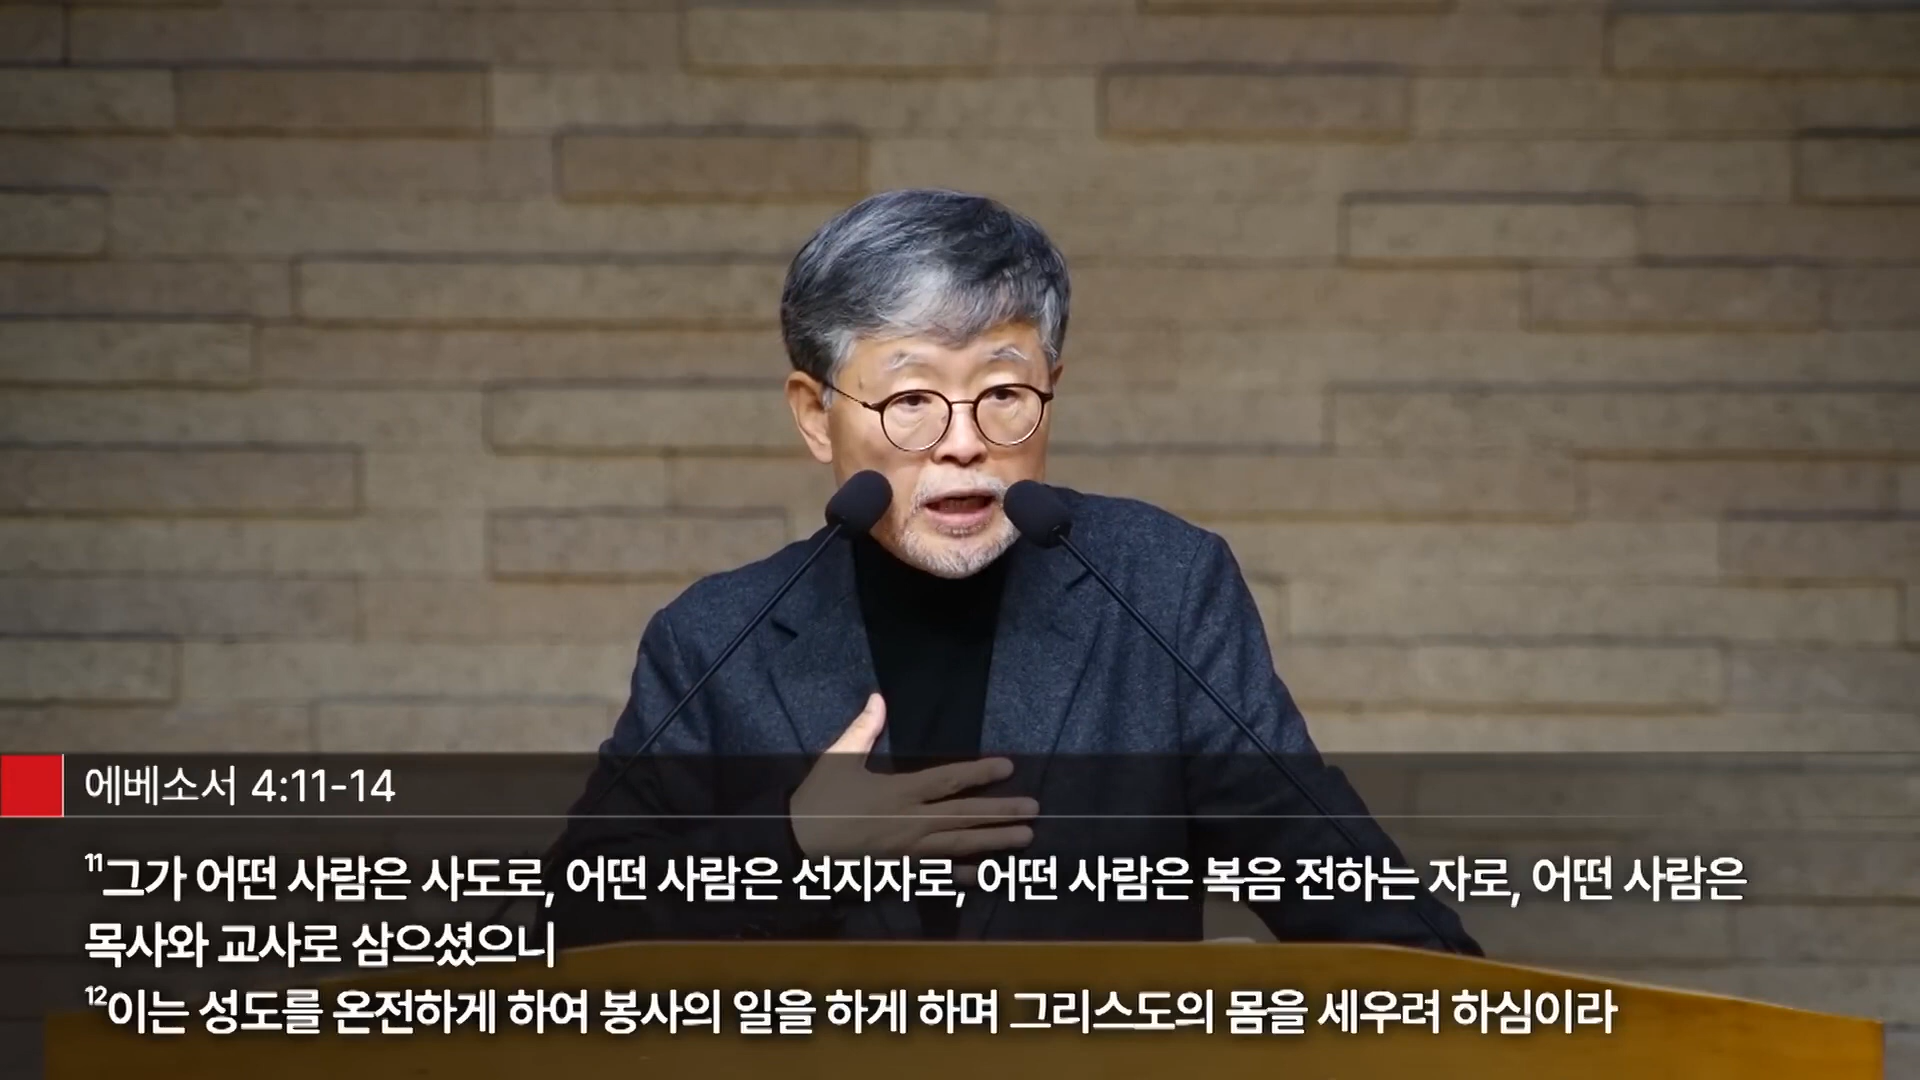 에베소서 4:11-14
¹¹그가 어떤 사람은 사도로, 어떤 사람은 선지자로, 어떤 사람은 복음 전하는 자로, 어떤 사람은
목사와 교사로 삼으셨으니
¹²이는 성도를 온전하게 하여 봉사의 일을 하게 하며 그리스도의 몸을 세우려 하심이라